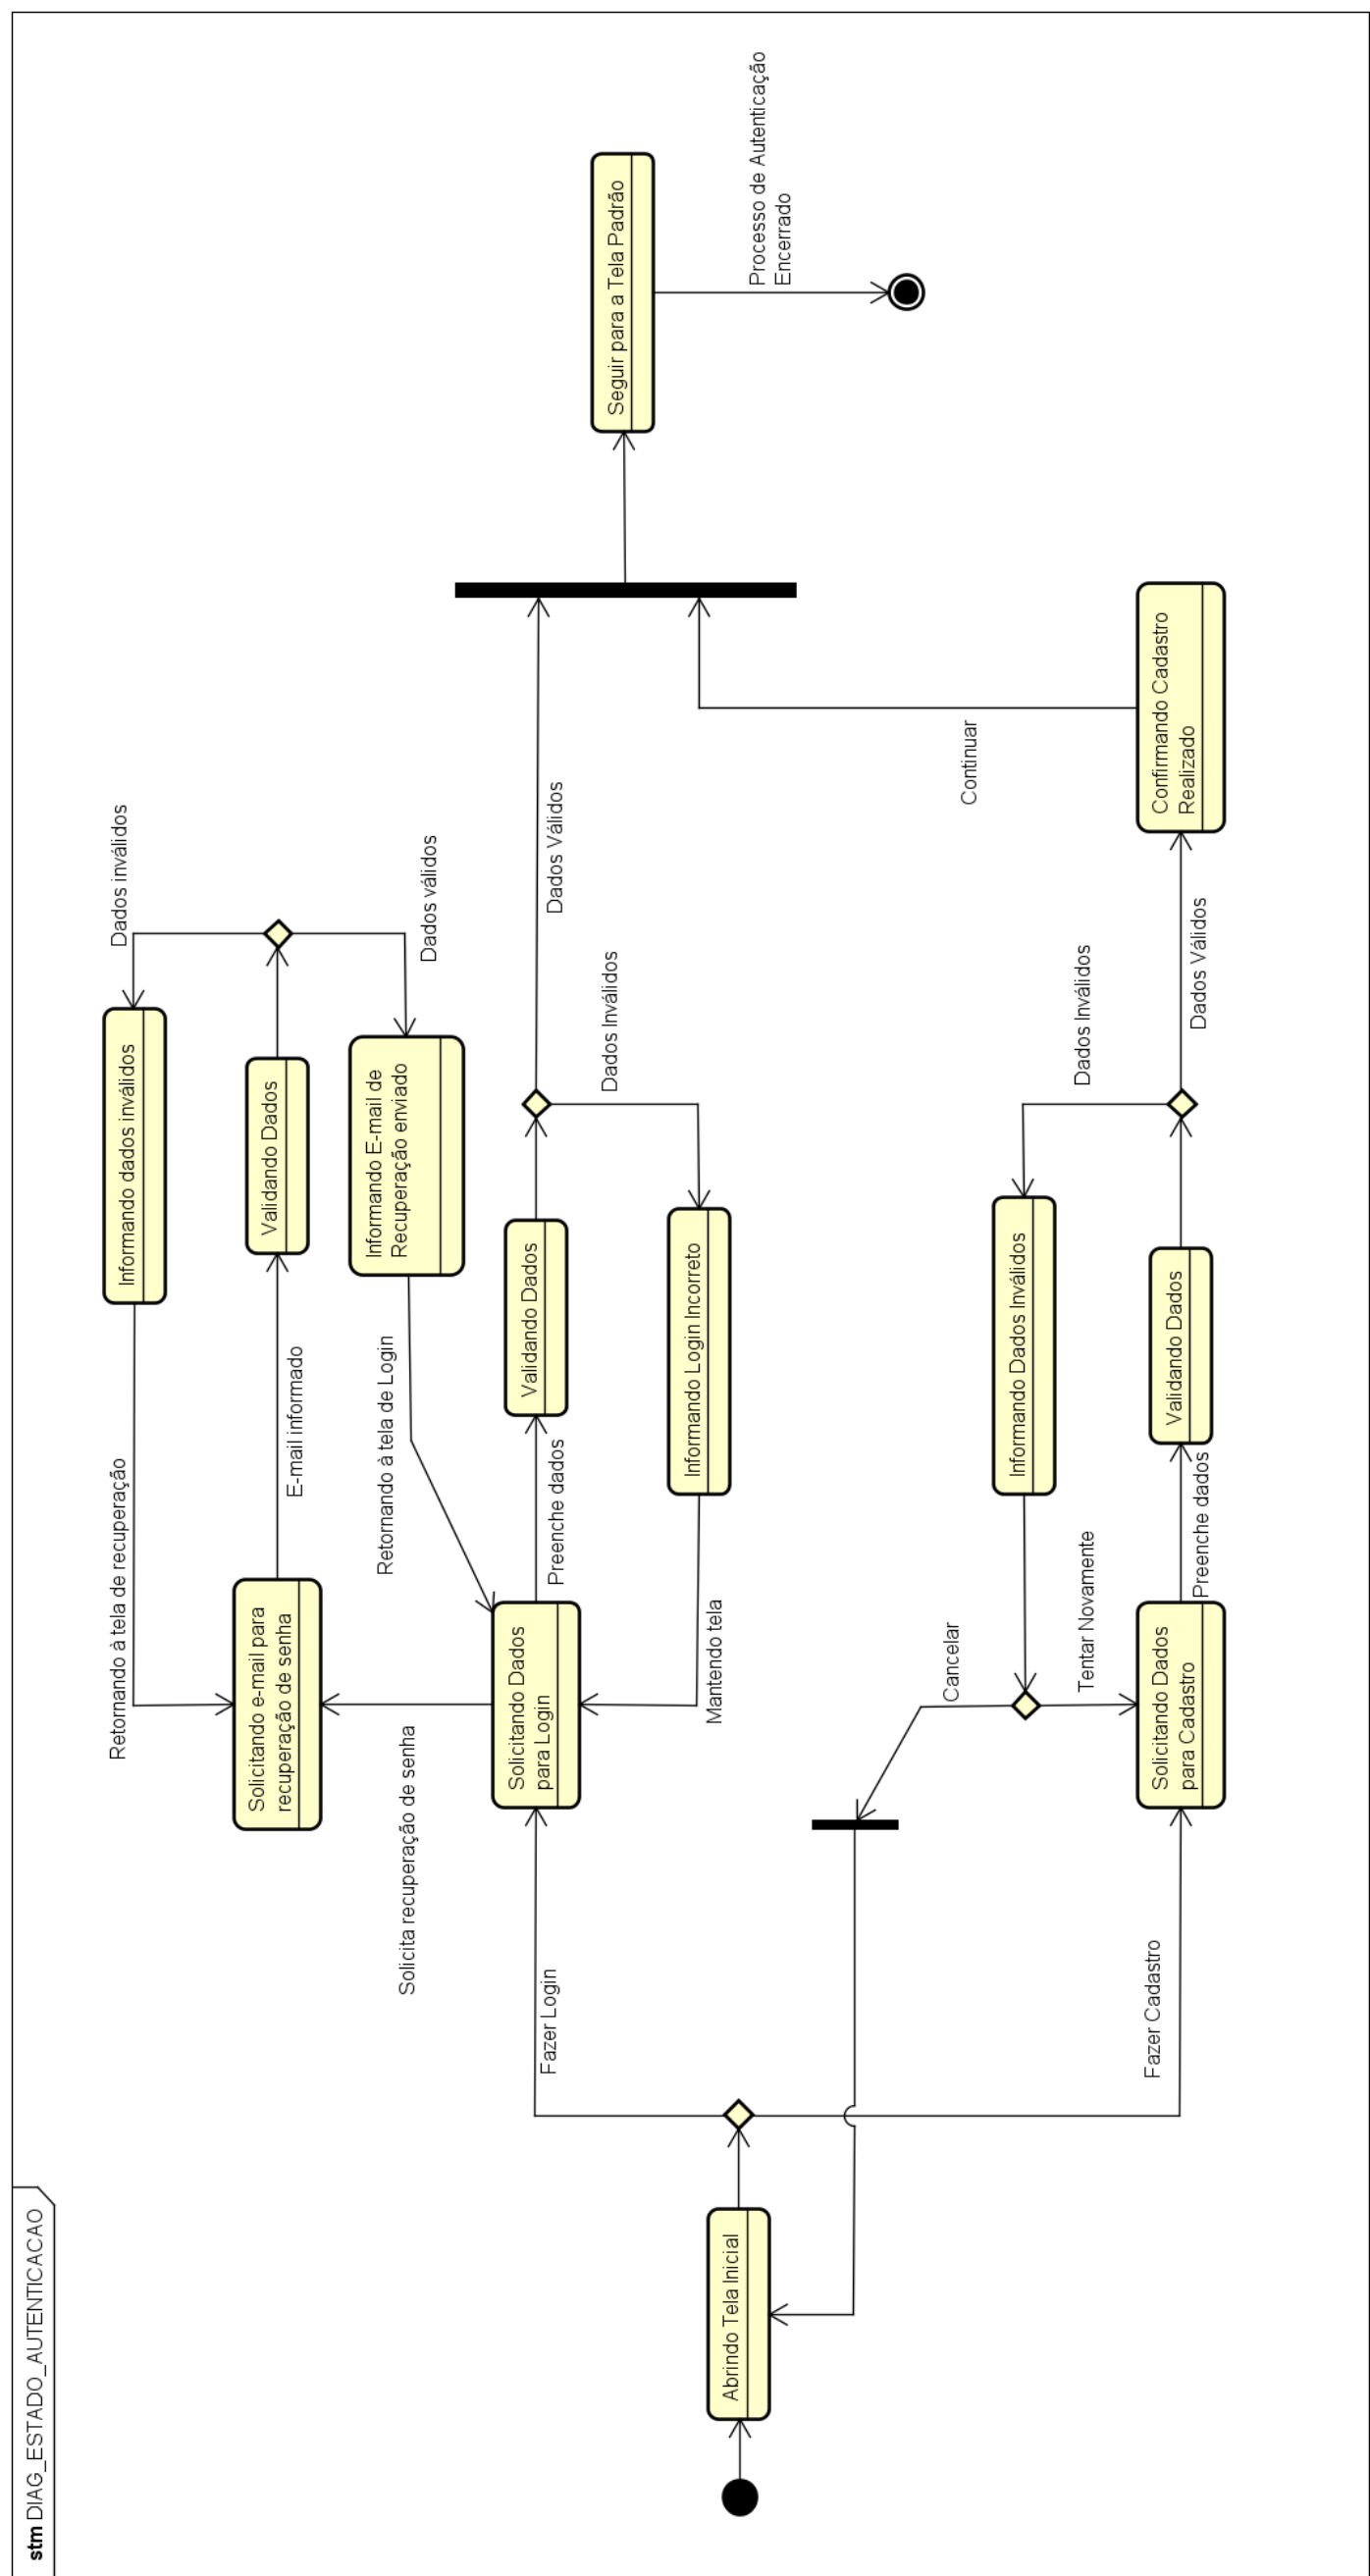 stm DIAG_ESTADO_AUTENTICACAO
Retornando à tela de recuperação
Dados inválidos
Informando dados inválidos
Solicitando e-mail para
recuperação de senha
E-mail informado
Validando Dados
Dados válidos
Informando E-mail de
Recuperação enviado
Solicita recuperação de senha
Retornando à tela de Login
Fazer Login
Solicitando Dados
para Login
Preenche dados
Validando Dados
Dados Válidos
Dados Inválidos
Seguir para a Tela Padrão
Mantendo tela
Informando Login Incorreto
Abrindo Tela Inicial
Processo de Autenticação
Encerrado
Cancelar
Continuar
Informando Dados Inválidos
Dados Inválidos
Tentar Novamente
Fazer Cadastro
Solicitando Dados
para Cadastro
Preenche dados
Validando Dados
Dados Válidos
Confirmando Cadastro
Realizado